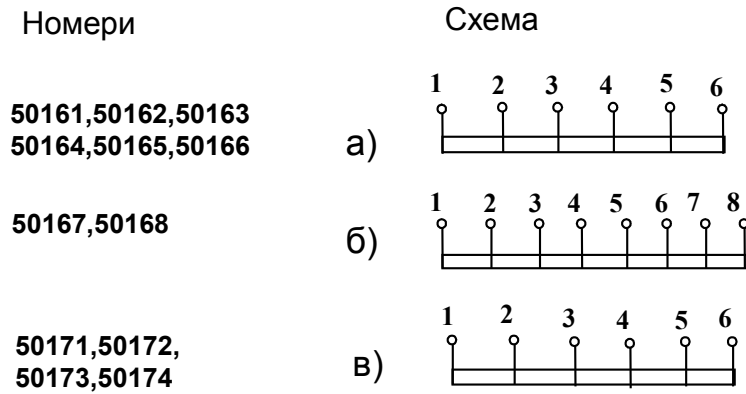 Номери Схема
1 2 3 4 5 6
50161,50162,50163
50164,50165,50166 а)
1 2 3 4 5 6 7 8
50167,50168 б)
1 2 3 4 5 6
50171,50172,
50173,50174 в)